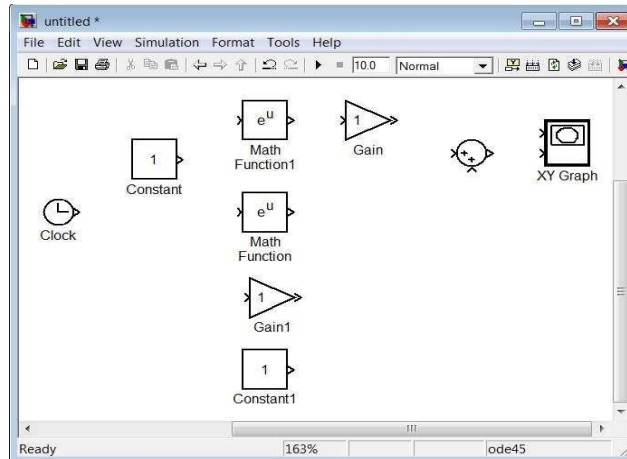 untitled *
File Edit View Simulation Format Tools Help
10.0 Normal
e^u
Math
Function1
1
Gain
1
Constant
++
XY Graph
Clock
e^u
Math
Function
1
Gain1
1
Constant1
Ready 163% ode45